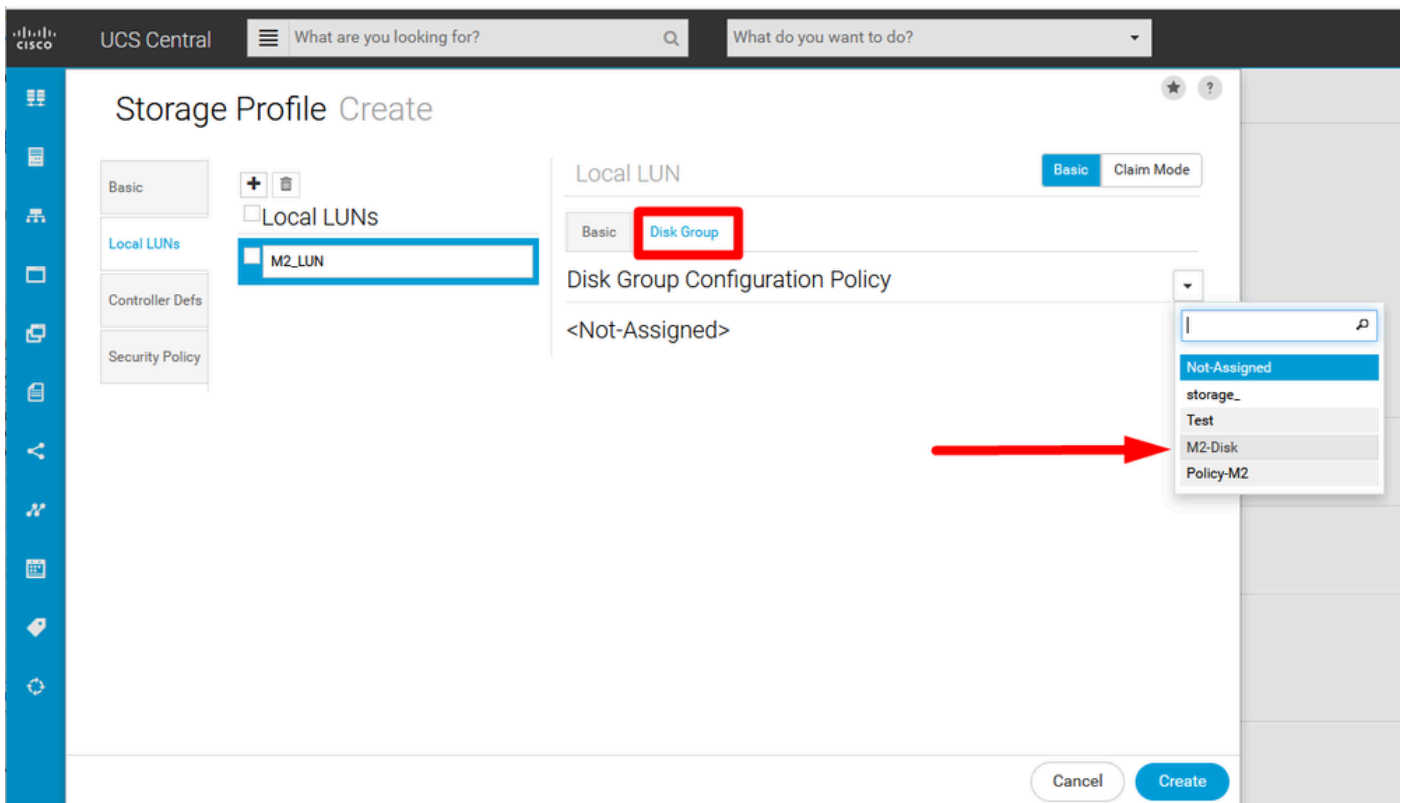 cisco
UCS Central
What are you looking for?
What do you want to do?
Storage Profile Create
?
Basic
Local LUNs
Controller Defs
Security Policy
Local LUNs
M2_LUN
Local LUN
Basic
Claim Mode
Basic
Disk Group
Disk Group Configuration Policy
<Not-Assigned>
Not-Assigned
storage_
Test
M2-Disk
Policy-M2
Cancel
Create